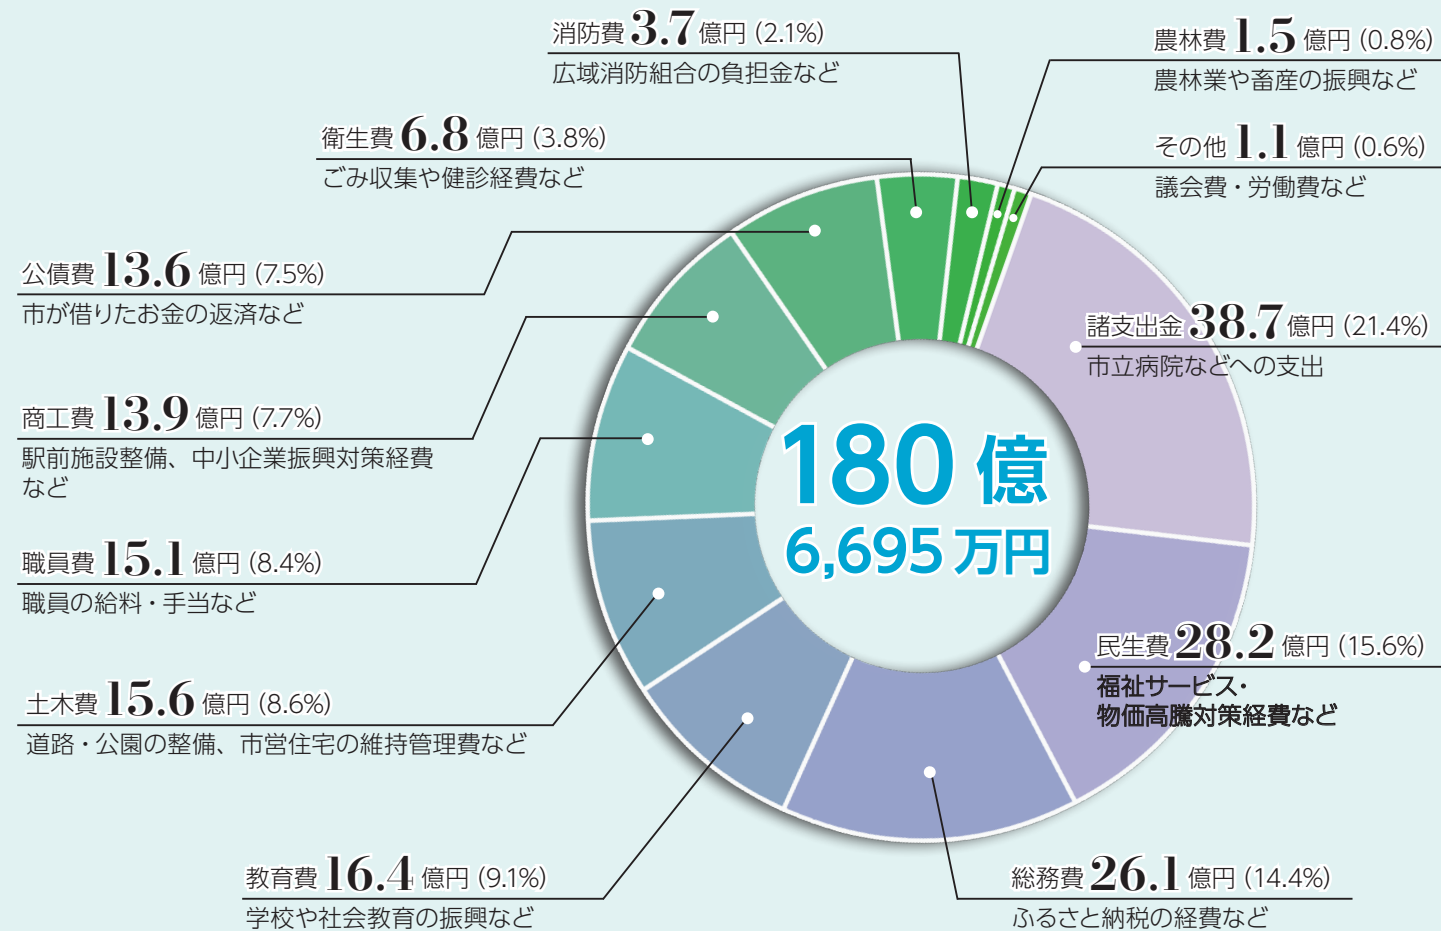 消防費 3.7 億円 (2.1%)
広域消防組合の負担金など
農林費 1.5 億円 (0.8%)
農林業や畜産の振興など
衛生費 6.8 億円 (3.8%)
ごみ収集や健診経費など
その他 1.1 億円 (0.6%)
議会費・労働費など
公債費 13.6 億円 (7.5%)
市が借りたお金の返済など
諸支出金 38.7 億円 (21.4%)
市立病院などへの支出
商工費 13.9 億円 (7.7%)
駅前施設整備、中小企業振興対策経費
など
180 億
6,695 万円
職員費 15.1 億円 (8.4%)
職員の給料・手当など
民生費 28.2 億円 (15.6%)
福祉サービス・
物価高騰対策経費など
土木費 15.6 億円 (8.6%)
道路・公園の整備、市営住宅の維持管理費など
教育費 16.4 億円 (9.1%)
学校や社会教育の振興など
総務費 26.1 億円 (14.4%)
ふるさと納税の経費など